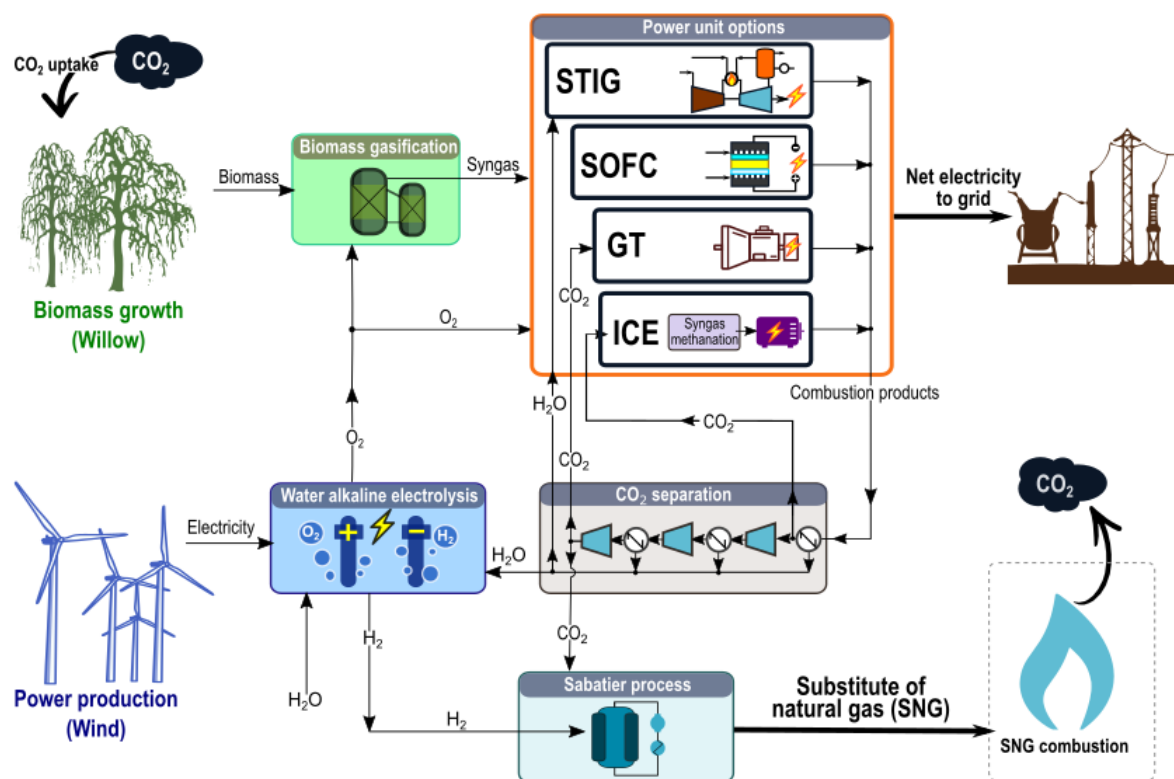 Power unit options
CO₂
CO₂ uptake
STIG
Biomass gasification
Syngas
SOFC
Biomass
Net electricity
to grid
GT
CO₂
Biomass growth
(Willow)
O₂
ICE
Syngas
methanation
Combustion products
H₂O
CO₂
O₂
CO₂
CO₂
Water alkaline electrolysis
CO₂ separation
Electricity
O₂
+
−
H₂
H₂O
H₂
CO₂
Power production
(Wind)
H₂O
Sabatier process
H₂
Substitute of
natural gas (SNG)
SNG combustion